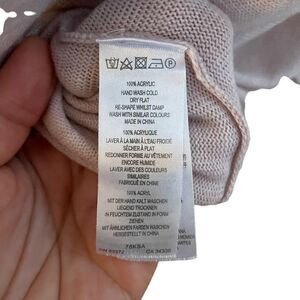 100% ACRYLIC
HAND WASH COLD
DRY FLAT
RE-SHAPE WHILST DAMP
WASH WITH SIMILAR COLOURS
MADE IN CHINA
100% ACRYLIQUE
LAVER À LA MAIN À L'EAU FROIDE
SÉCHER À PLAT
REDONNER FORME AU VÊTEMENT
ENCORE HUMIDE
LAVER AVEC DES COULEURS
SIMILAIRES
FABRIQUÉ EN CHINE
100% ACRYL
MIT DER HAND KALT WASCHEN
LIEGEND TROCKNEN
IN FEUCHTEM ZUSTAND IN FORM
ZIEHEN
MIT ÄHNLICHEN FARBEN WASCHEN
HERGESTELLT IN CHINA
CA 34330